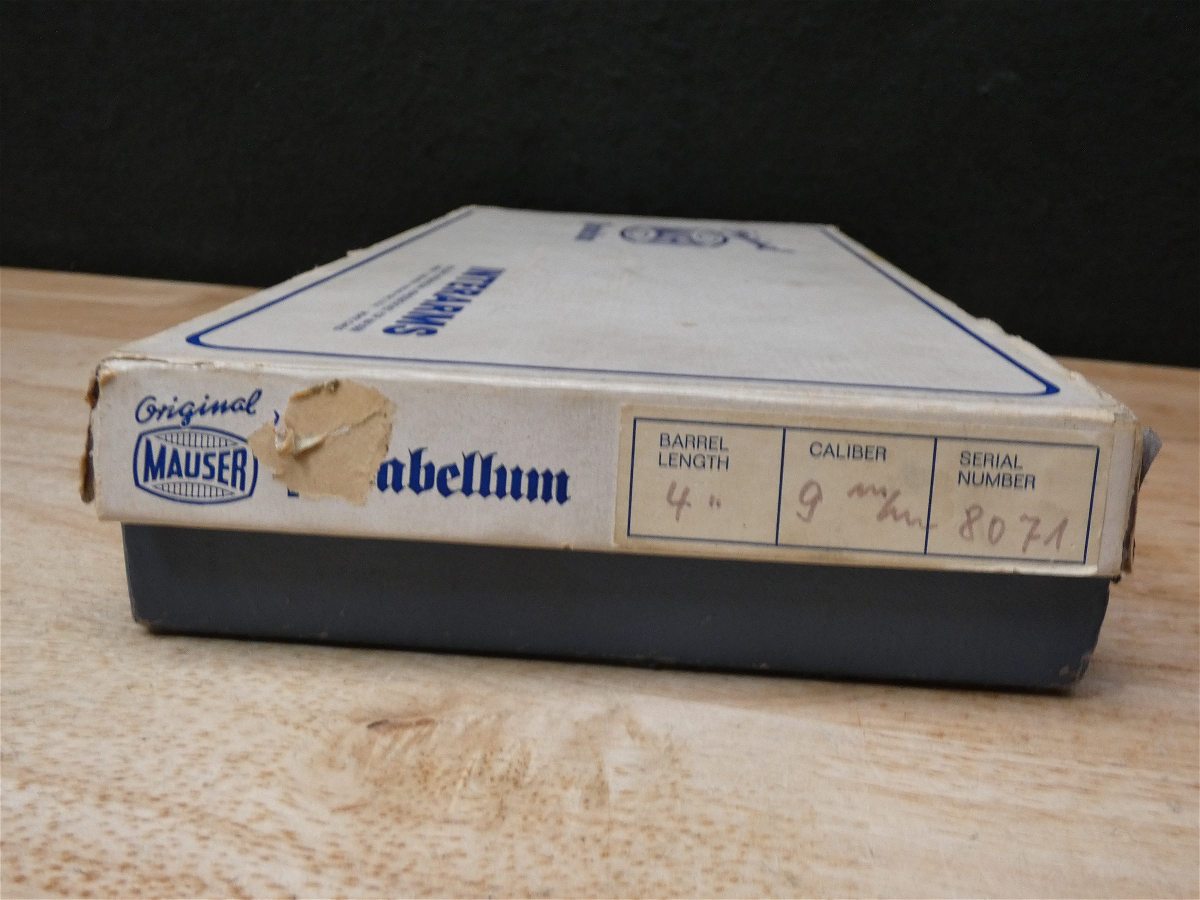 INTERARMS
Original
MAUSER
abellum
BARREL LENGTH
4"
CALIBER
9 m/m
SERIAL NUMBER
8071